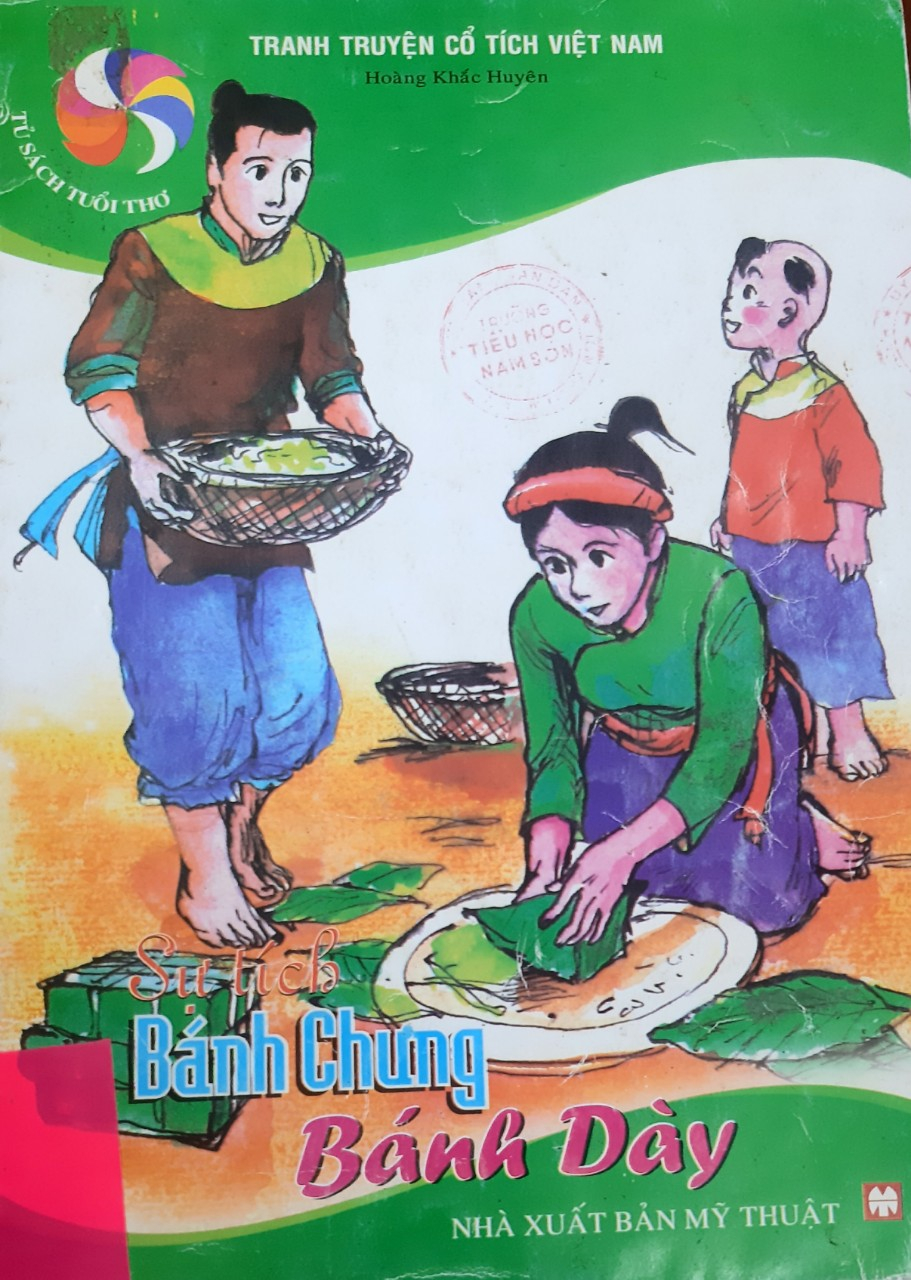 TRANH TRUYỆN CỔ TÍCH VIỆT NAM
Hoàng Khắc Huyên
TỦ SÁCH TUỔI THƠ
TRƯỜNG
TIỂU HỌC
NAM SƠN
Sự tích
Bánh Chưng
Bánh Dày
NHÀ XUẤT BẢN MỸ THUẬT